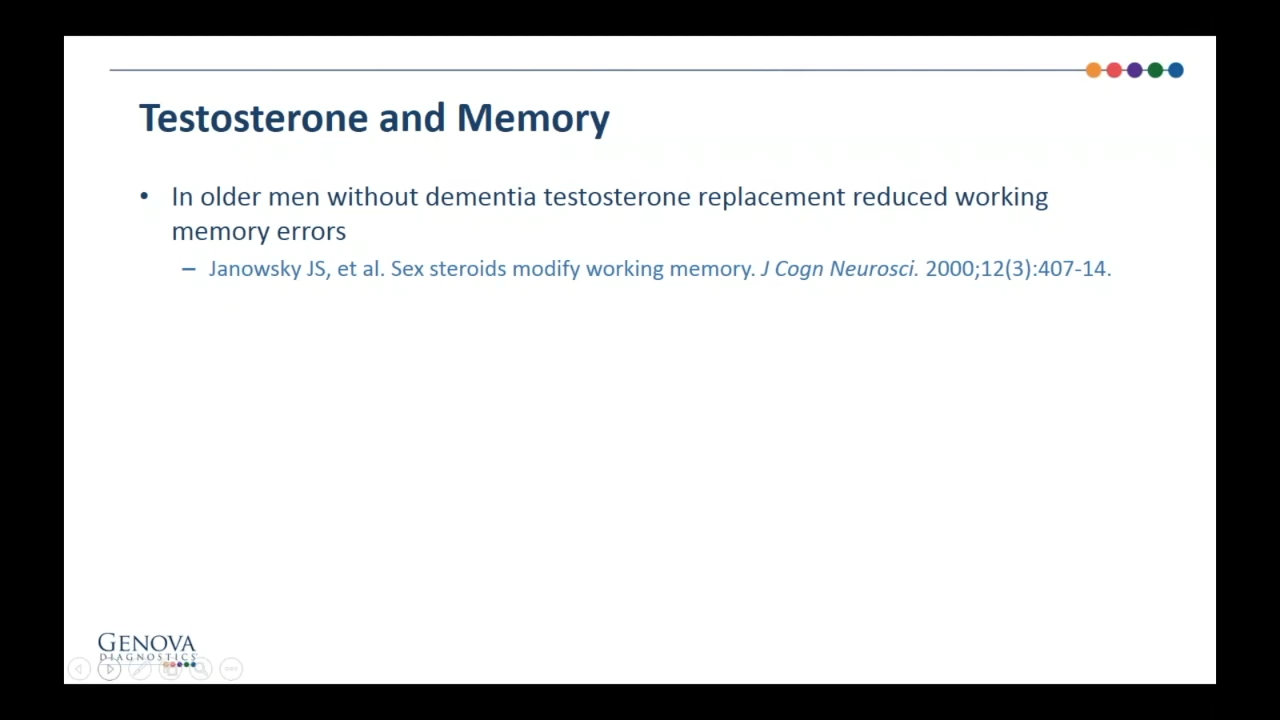 Testosterone and Memory
• In older men without dementia testosterone replacement reduced working
memory errors
– Janowsky JS, et al. Sex steroids modify working memory. J Cogn Neurosci. 2000;12(3):407-14.
GENOVA
DIAGNOSTICS